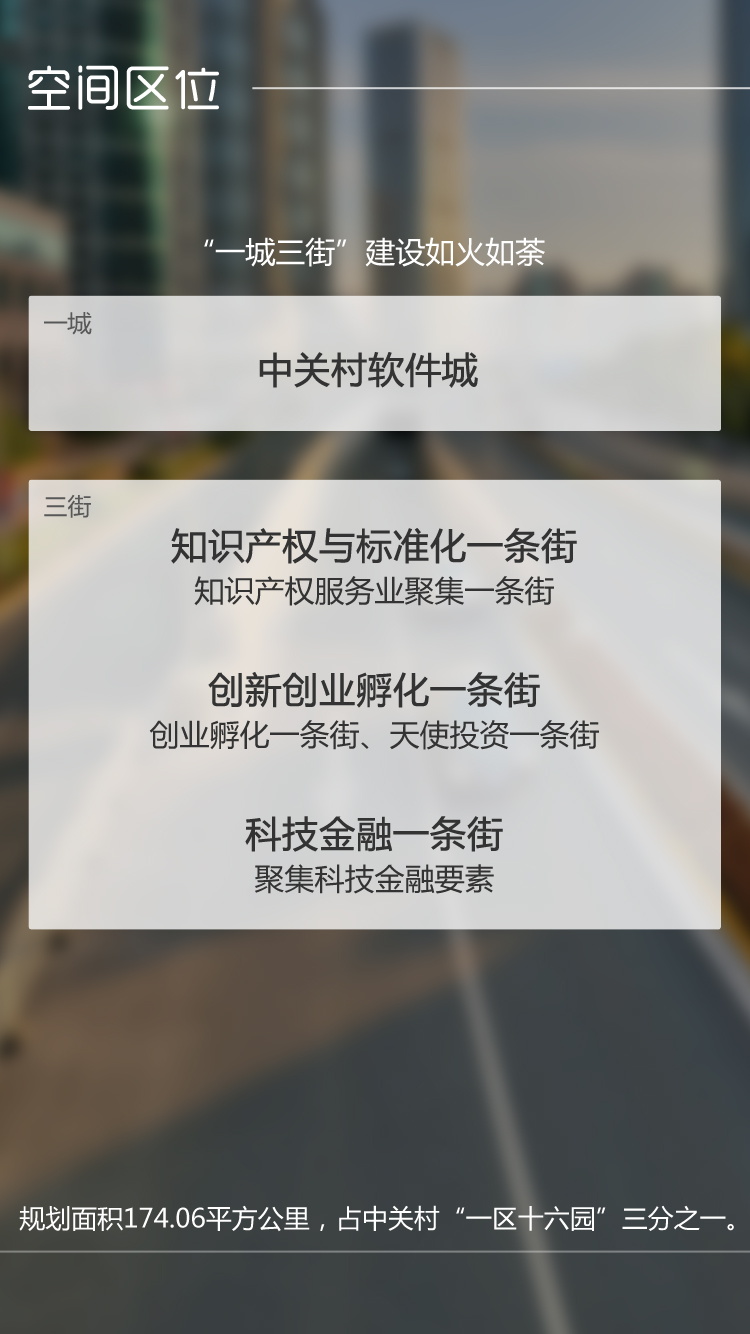 空间区位
“一城三街”建设如火如荼
一城
中关村软件城
三街
知识产权与标准化一条街
知识产权服务业聚集一条街
创新创业孵化一条街
创业孵化一条街、天使投资一条街
科技金融一条街
聚集科技金融要素
规划面积174.06平方公里，占中关村“一区十六园”三分之一。